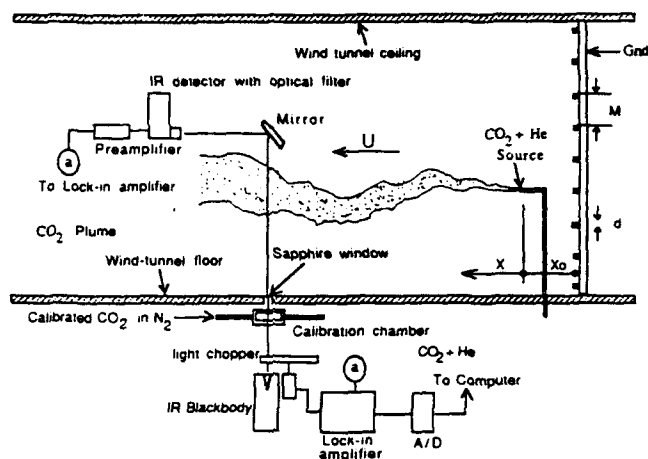 Wind tunnel ceiling
Gnd
IR detector with optical filter
Mirror
M
Preamplifier
U
CO2 + He
Source
a
To Lock-in amplifier
d
CO2 Plume
Sapphire window
Wind-tunnel floor
X
Xo
Calibrated CO2 in N2
Calibration chamber
light chopper
CO2 + He
a
To Computer
IR Blackbody
Lock-in
amplifier
A/D